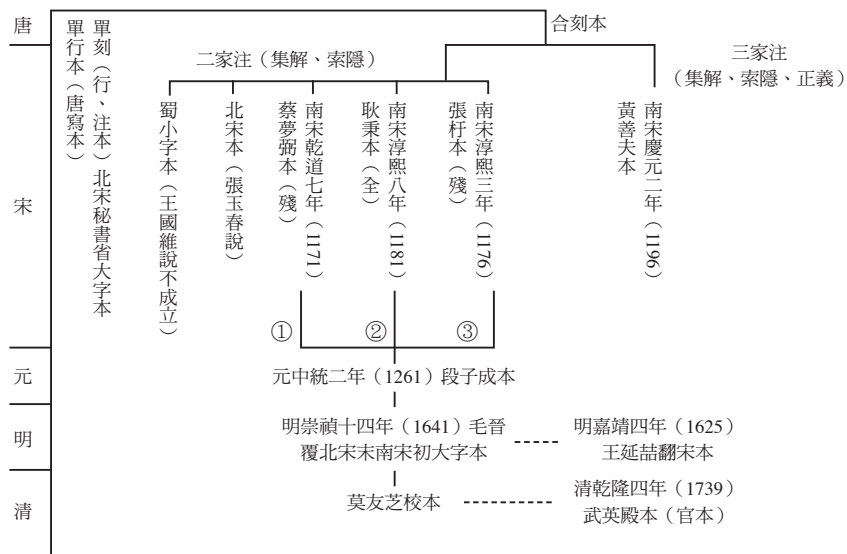 唐
宋
元
明
清
單刻（行、注本）北宋秘書省大字本
單行本（唐寫本）
合刻本
二家注（集解、索隱）
三家注
（集解、索隱、正義）
蜀小字本（王國維說不成立）
北宋本（張玉春說）
南宋乾道七年（1171）
蔡夢弼本（殘）
南宋淳熙八年（1181）
耿秉本（全）
南宋淳熙三年（1176）
張杅本（殘）
南宋慶元二年（1196）
黃善夫本
① ② ③
元中統二年（1261）段子成本
明崇禎十四年（1641）毛晉
覆北宋末南宋初大字本
明嘉靖四年（1625）
王延喆翻宋本
莫友芝校本
清乾隆四年（1739）
武英殿本（官本）